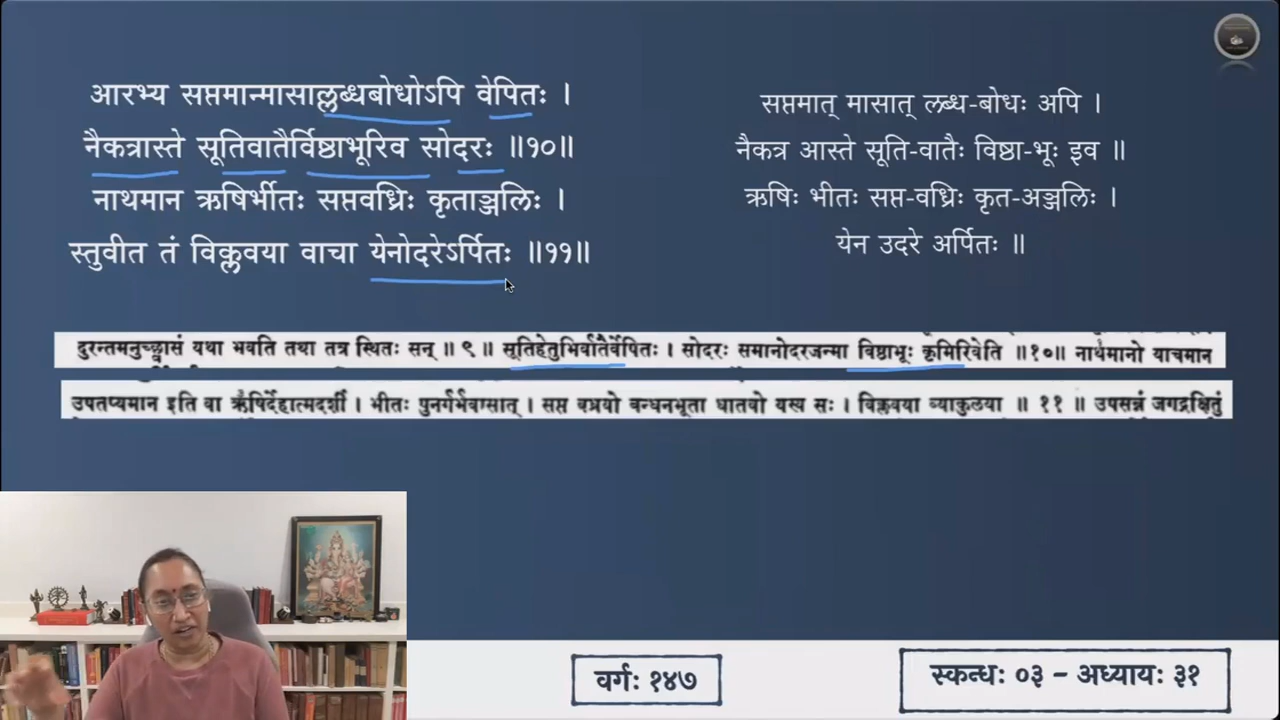 आरभ्य सप्तमान्मासाल्लब्धबोधोऽपि वेपितः ।
नैकत्रास्ते सूतिवातैर्विष्ठाभूरिव सोदरः ॥१०॥
नाथमान ऋषिर्भीतः सप्तवध्रिः कृताञ्जलिः ।
स्तुवीत तं विक्लवया वाचा येनोदरेऽर्पितः ॥११॥
सप्तमात् मासात् लब्ध-बोधः अपि ।
नैकत्र आस्ते सूति-वातैः विष्ठा-भूः इव ॥
ऋषिः भीतः सप्त-वध्रिः कृत-अञ्जलिः ।
येन उदरे अर्पितः ॥
दुरन्तमनुच्छ्वासं यथा भवति तथा तत्र स्थितः सन् ॥ ९ ॥ सूतिहेतुभिर्वातैर्वेपितः । सोदरः समानोदरजन्मा विष्ठाभूः कृमिरिवेति ॥१०॥ नाथमानो याचमान
उपतप्यमान इति वा ऋषिर्देहात्मदर्शी । भीतः पुनर्गर्भवासात् । सप्त वध्रयो बन्धनभूता धातवो यस्य सः । विक्लवया व्याकुलया ॥ ११ ॥ उपसन्नं जगद्रक्षितुं
वर्गः १४७
स्कन्धः ०३ - अध्यायः ३१